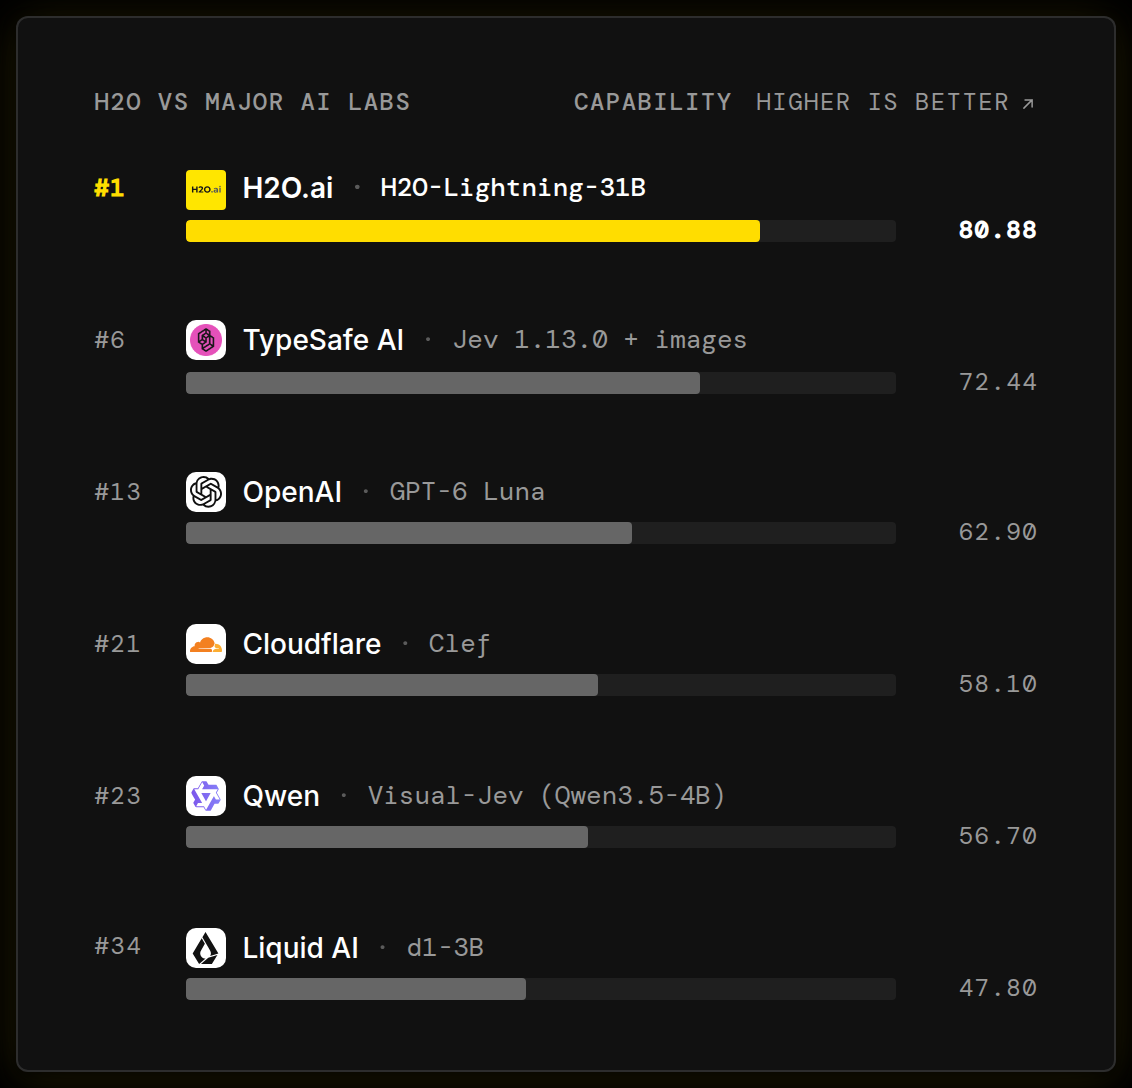 H2O VS MAJOR AI LABS CAPABILITY HIGHER IS BETTER ↗
#1 H2O.ai H2O.ai · H2O-Lightning-31B
80.88
#6 TypeSafe AI · Jev 1.13.0 + images
72.44
#13 OpenAI · GPT-6 Luna
62.90
#21 Cloudflare · Clef
58.10
#23 Qwen · Visual-Jev (Qwen3.5-4B)
56.70
#34 Liquid AI · d1-3B
47.80